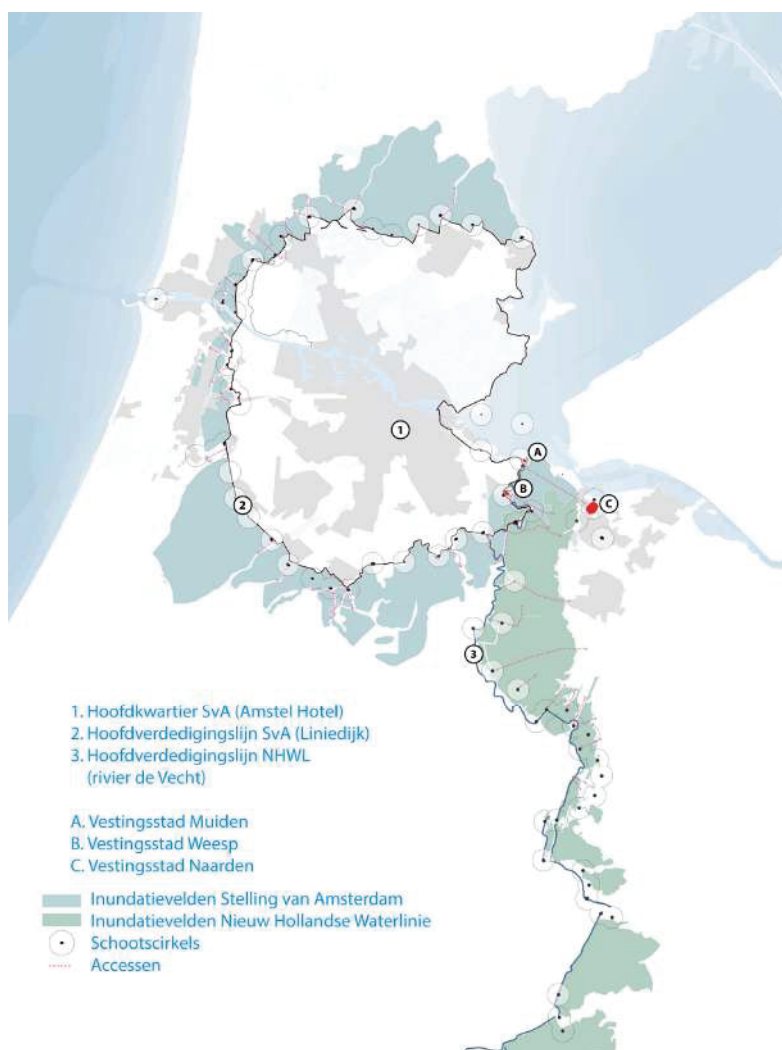 1
A
B
C
2
3
1. Hoofdkwartier SvA (Amstel Hotel)
2. Hoofdverdedigingslijn SvA (Liniedijk)
3. Hoofdverdedigingslijn NHWL
(rivier de Vecht)
A. Vestingsstad Muiden
B. Vestingsstad Weesp
C. Vestingsstad Naarden
Inundatievelden Stelling van Amsterdam
Inundatievelden Nieuw Hollandse Waterlinie
Schootscirkels
Accessen